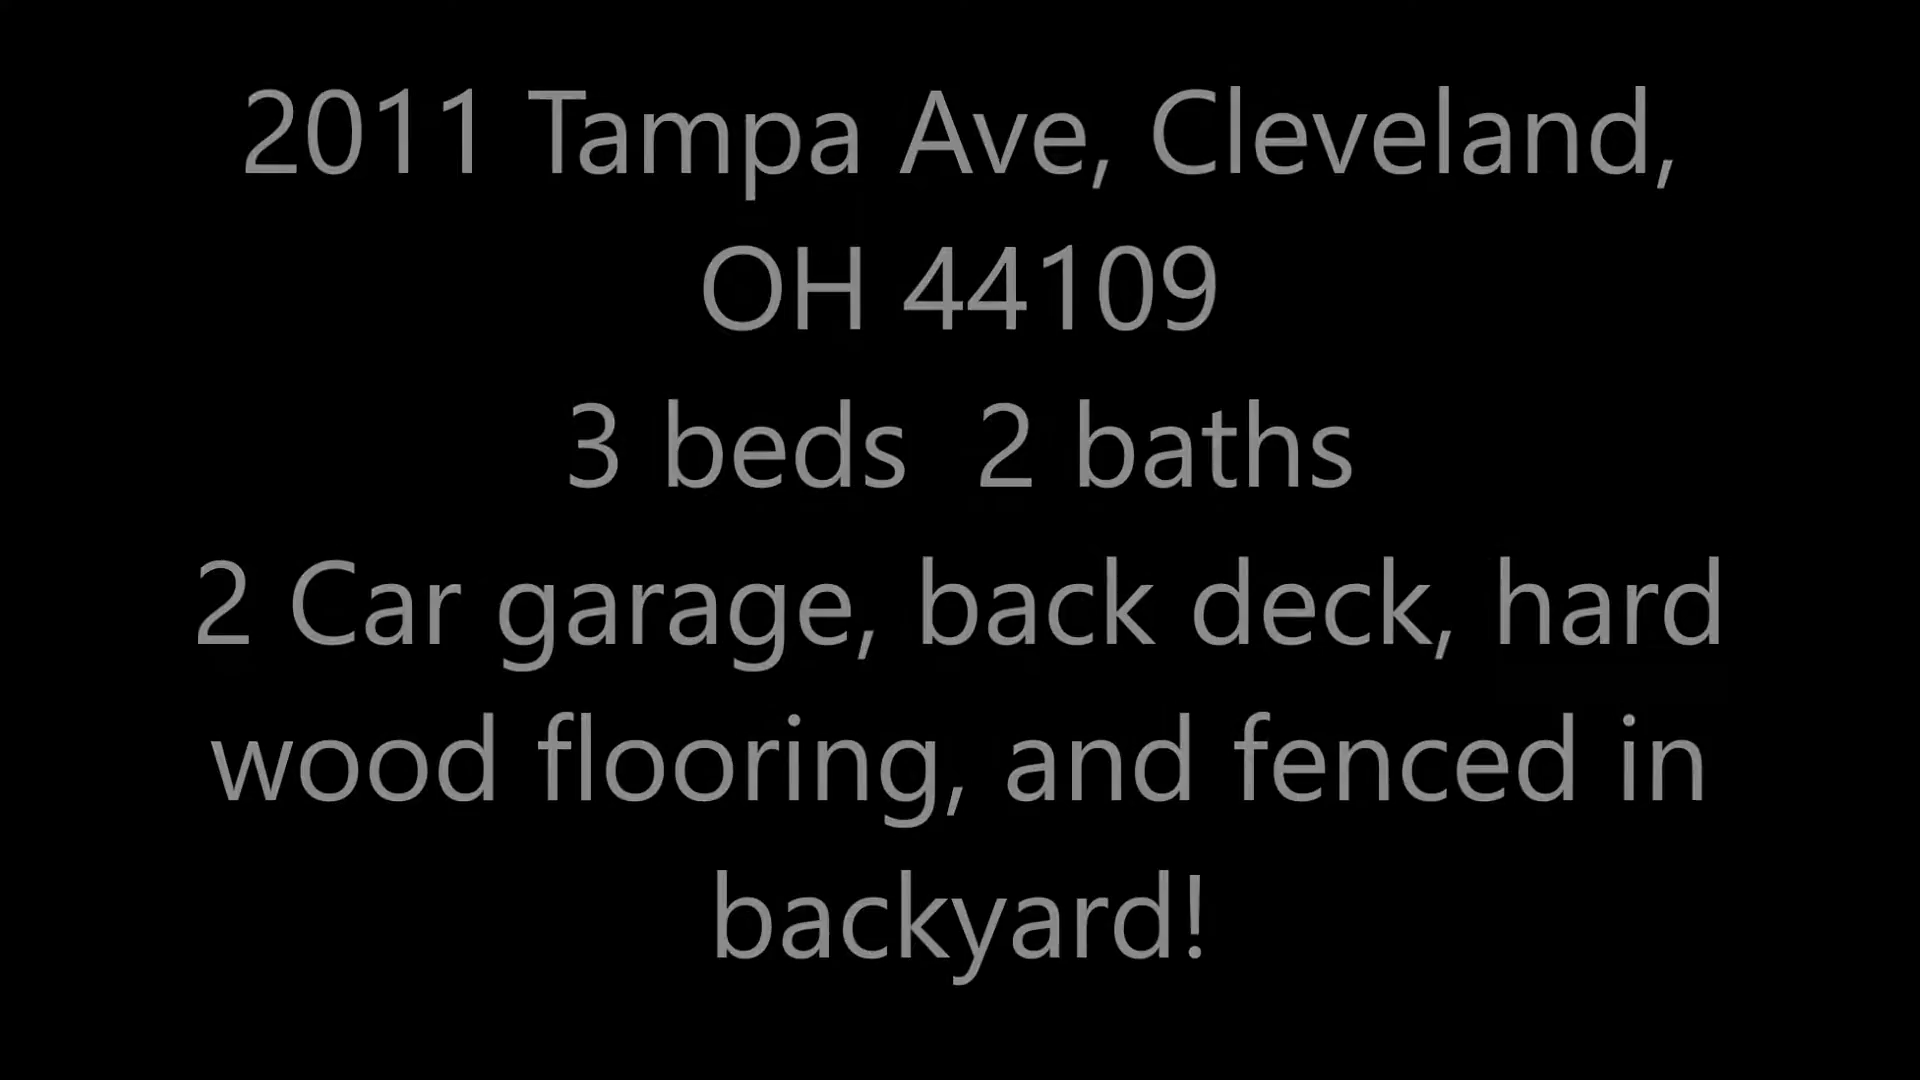 2011 Tampa Ave, Cleveland,
OH 44109
3 beds  2 baths
2 Car garage, back deck, hard
wood flooring, and fenced in
backyard!